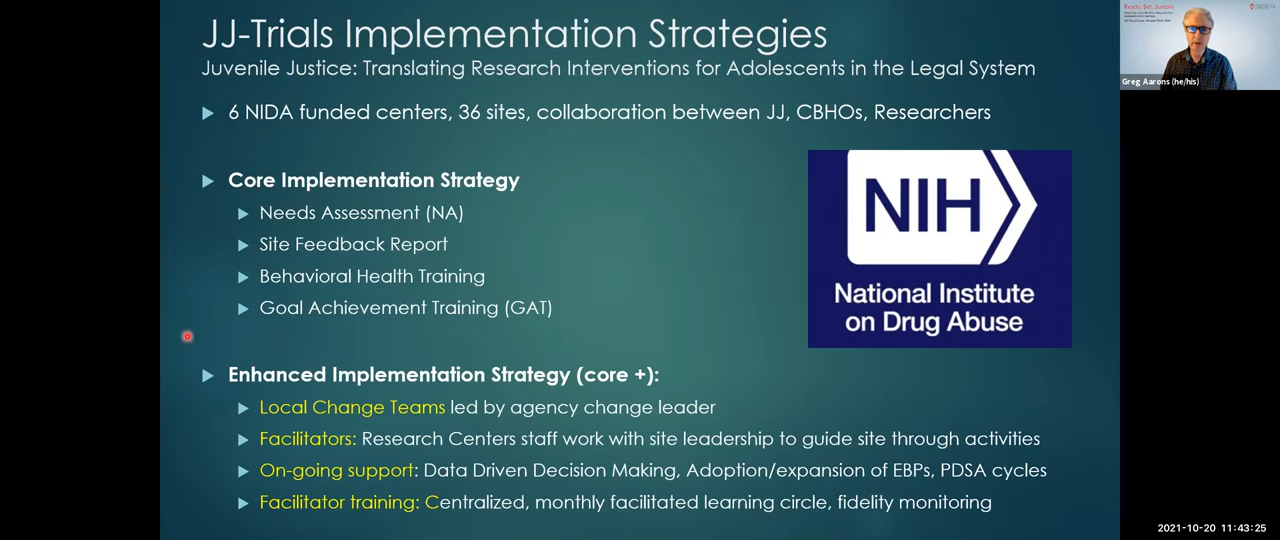 JJ-Trials Implementation Strategies
Juvenile Justice: Translating Research Interventions for Adolescents in the Legal System
6 NIDA funded centers, 36 sites, collaboration between JJ, CBHOs, Researchers
Core Implementation Strategy
Needs Assessment (NA)
Site Feedback Report
Behavioral Health Training
Goal Achievement Training (GAT)
NIH
National Institute
on Drug Abuse
Enhanced Implementation Strategy (core +):
Local Change Teams led by agency change leader
Facilitators: Research Centers staff work with site leadership to guide site through activities
On-going support: Data Driven Decision Making, Adoption/expansion of EBPs, PDSA cycles
Facilitator training: Centralized, monthly facilitated learning circle, fidelity monitoring
Ready, Set, Sustain
Greg Aarons (he/his)
2021-10-20 11:43:25